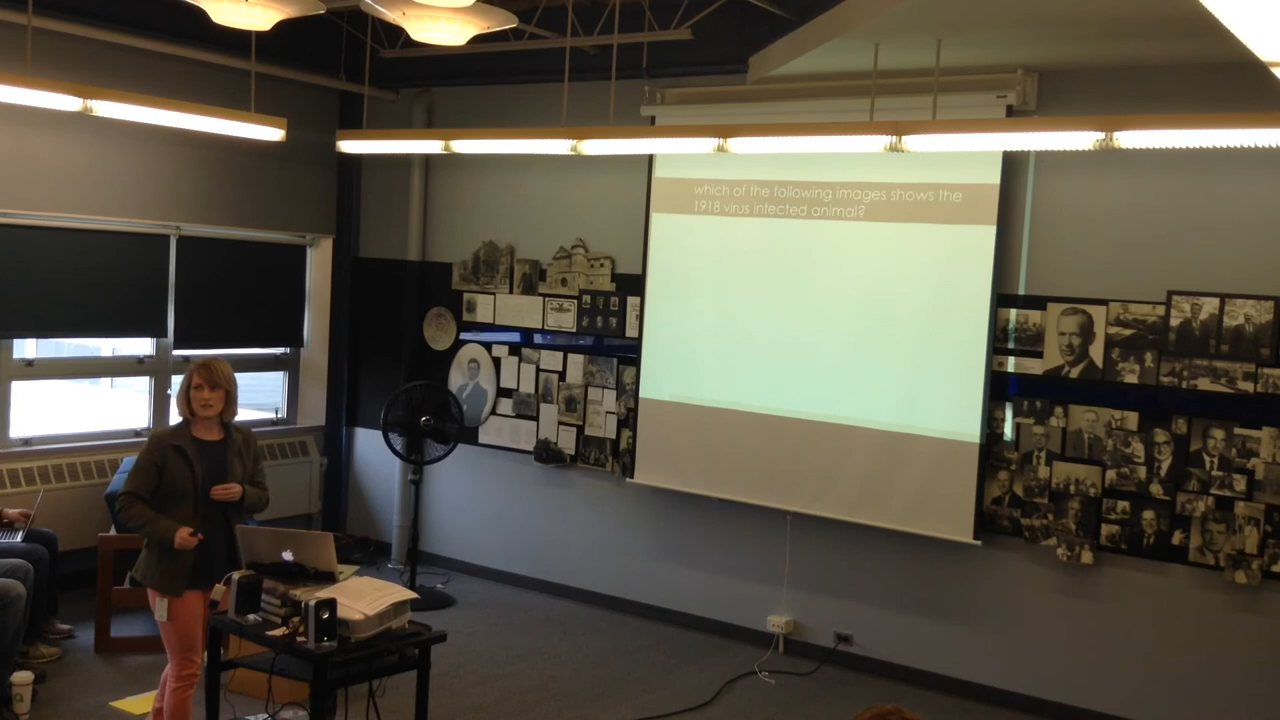 which of the following images shows the
1918 virus infected animal?